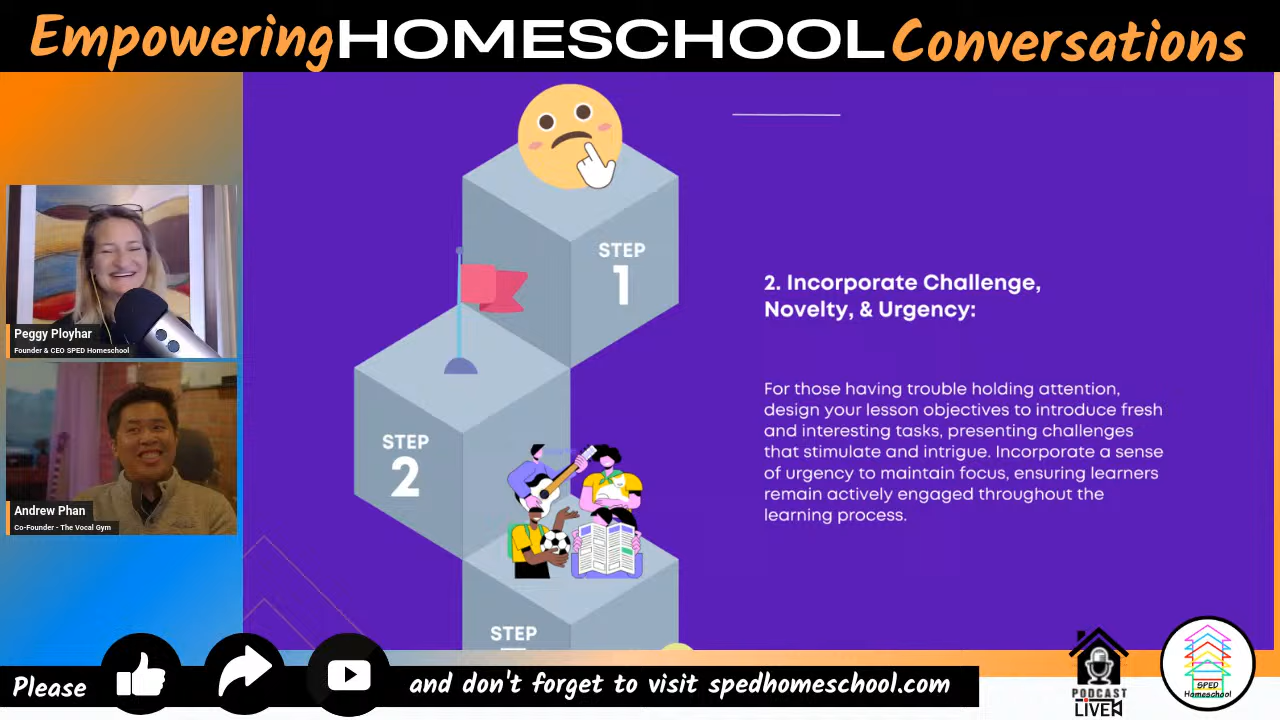 Empowering HOMESCHOOL Conversations
Peggy Ployhar
Founder & CEO SPED Homeschool
Andrew Phan
Co-Founder - The Vocal Gym
STEP
1
STEP
2
STEP
2. Incorporate Challenge,
Novelty, & Urgency:
For those having trouble holding attention,
design your lesson objectives to introduce fresh
and interesting tasks, presenting challenges
that stimulate and intrigue. Incorporate a sense
of urgency to maintain focus, ensuring learners
remain actively engaged throughout the
learning process.
Please
and don't forget to visit spedhomeschool.com
PODCAST
LIVE
SPED
Homeschool